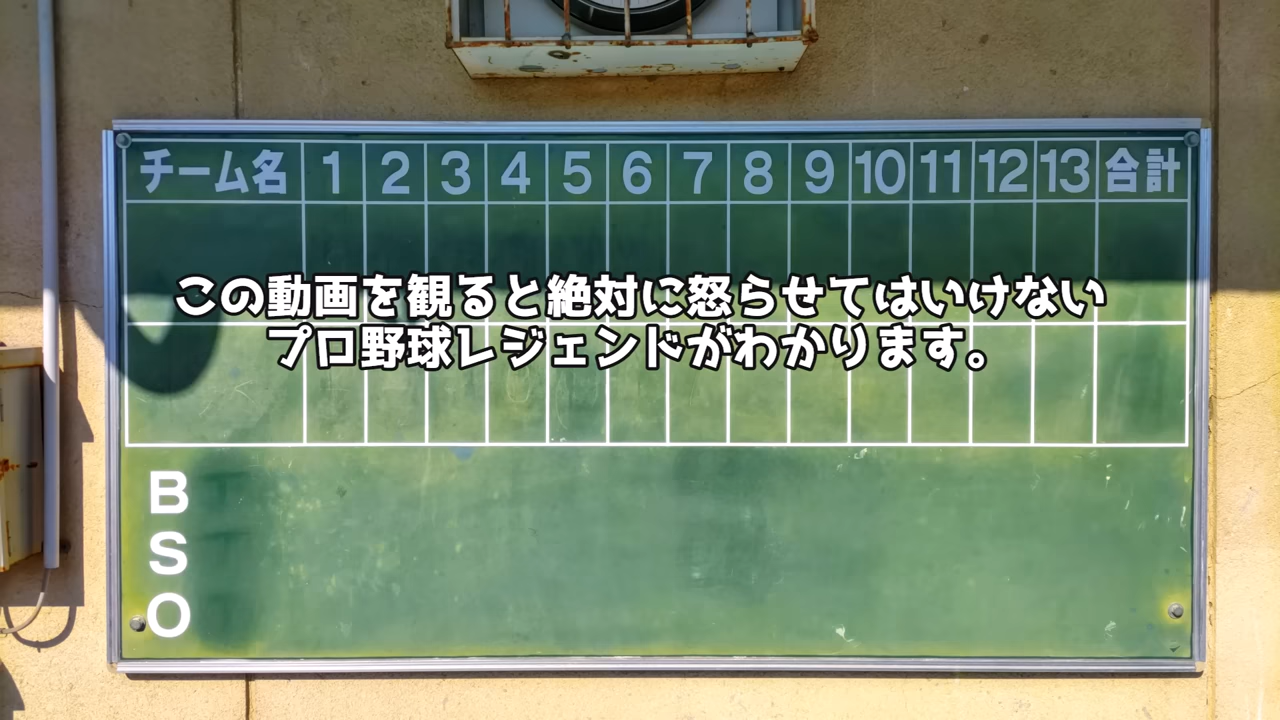 チーム名 1 2 3 4 5 6 7 8 9 10 11 12 13 合計
この動画を観ると絶対に怒らせてはいけない
プロ野球レジェンドがわかります。
B
S
O